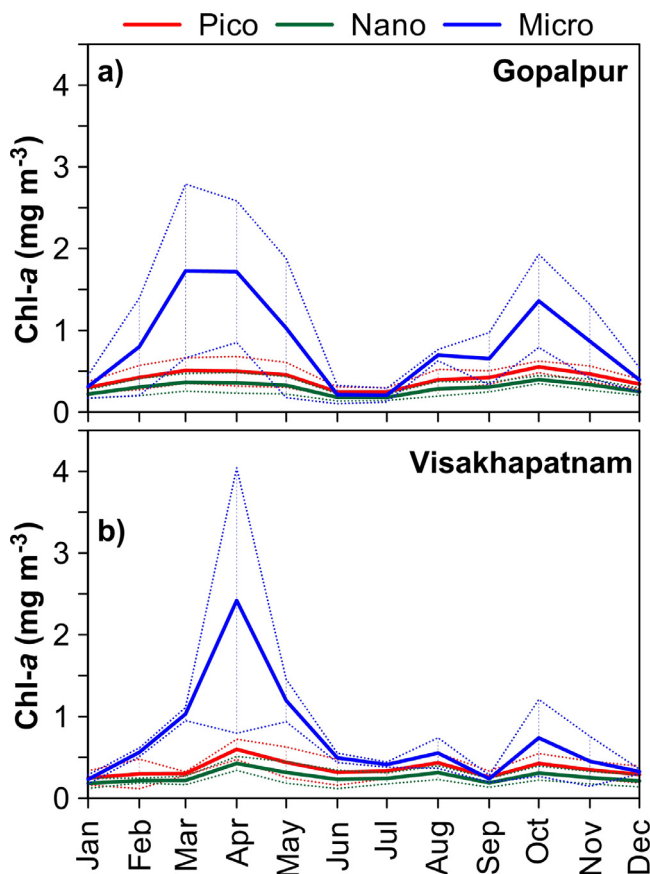 Pico Nano Micro
a) Gopalpur
Chl-a (mg m-3)
4
3
2
1
0
Visakhapatnam
b)
Chl-a (mg m-3)
4
3
2
1
0
Jan Feb Mar Apr May Jun Jul Aug Sep Oct Nov Dec